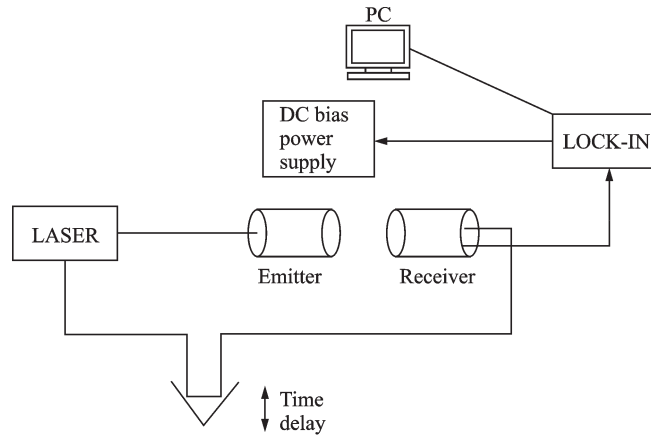 PC
DC bias
power
supply
LOCK-IN
LASER
Emitter
Receiver
Time
delay